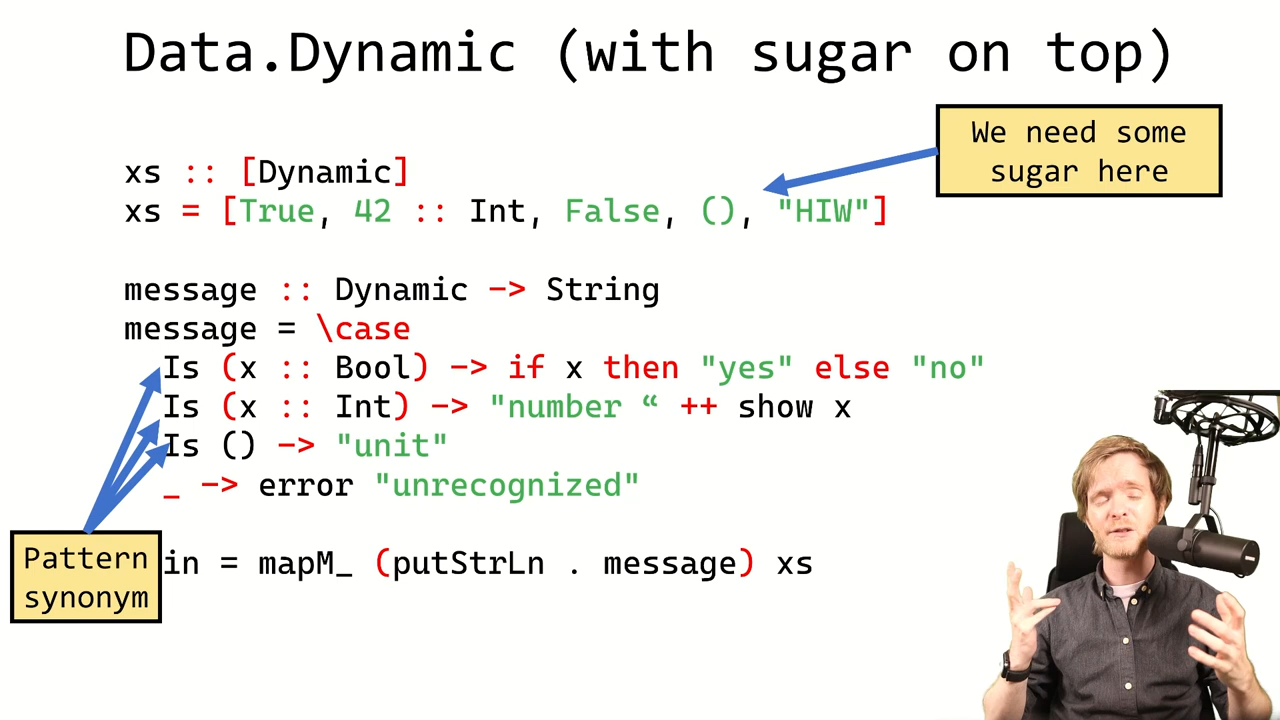 Data.Dynamic (with sugar on top)
We need some
sugar here
xs :: [Dynamic]
xs = [True, 42 :: Int, False, (), "HIW"]
message :: Dynamic -> String
message = \case
Is (x :: Bool) -> if x then "yes" else "no"
Is (x :: Int) -> "number “ ++ show x
Is () -> "unit"
_ -> error "unrecognized"
in = mapM_ (putStrLn . message) xs
Pattern
synonym